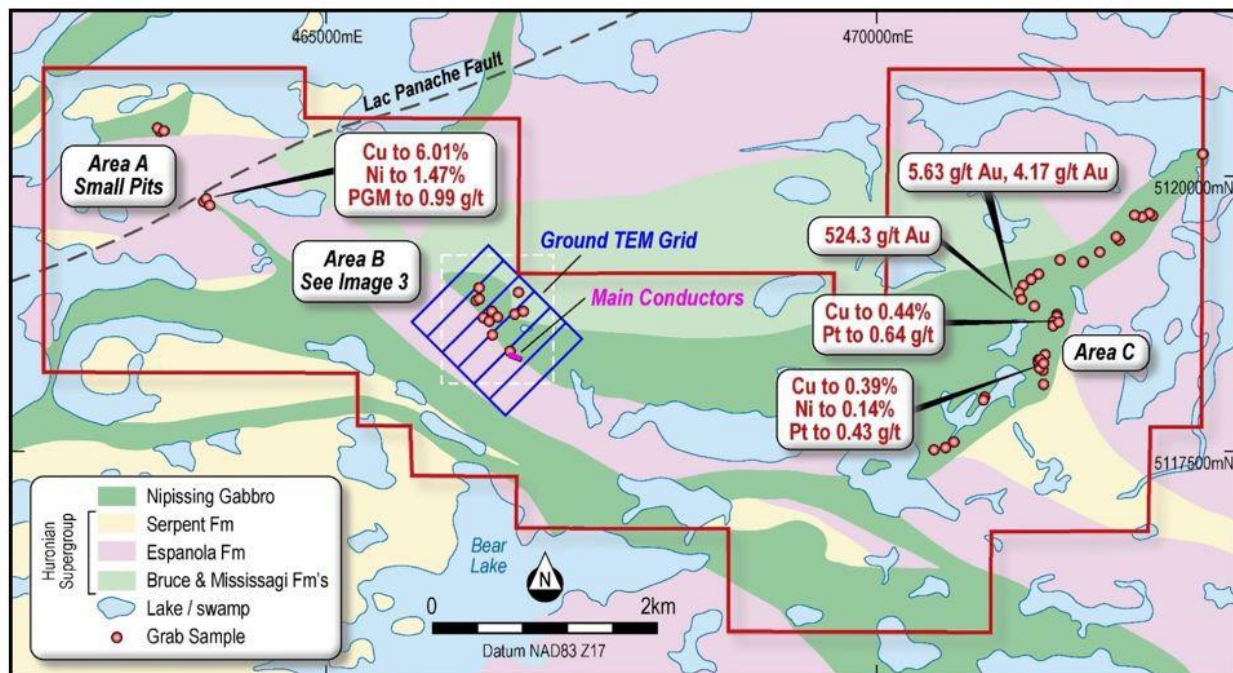 465000mE
470000mE
Lac Panache Fault
Area A
Small Pits
Cu to 6.01%
Ni to 1.47%
PGM to 0.99 g/t
5.63 g/t Au, 4.17 g/t Au
5120000mN
Area B
See Image 3
Ground TEM Grid
524.3 g/t Au
Main Conductors
Cu to 0.44%
Pt to 0.64 g/t
Area C
Cu to 0.39%
Ni to 0.14%
Pt to 0.43 g/t
5117500mN
Huronian
Supergroup
Nipissing Gabbro
Serpent Fm
Espanola Fm
Bruce & Mississagi Fm's
Lake / swamp
Grab Sample
Bear
Lake
N
0 2km
Datum NAD83 Z17